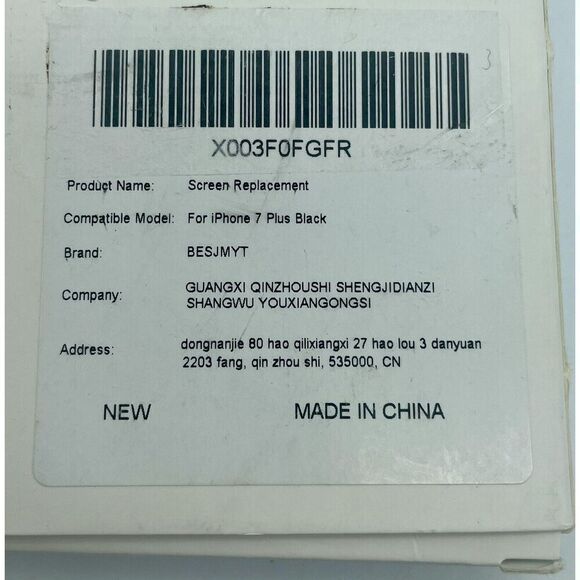 3
X003F0FGFR
Product Name: Screen Replacement
Compatible Model: For iPhone 7 Plus Black
Brand: BESJMYT
Company: GUANGXI QINZHOUSHI SHENGJIDIANZI
SHANGWU YOUXIANGONGSI
Address: dongnanjie 80 hao qilixiangxi 27 hao lou 3 danyuan
2203 fang, qin zhou shi, 535000, CN
NEW MADE IN CHINA